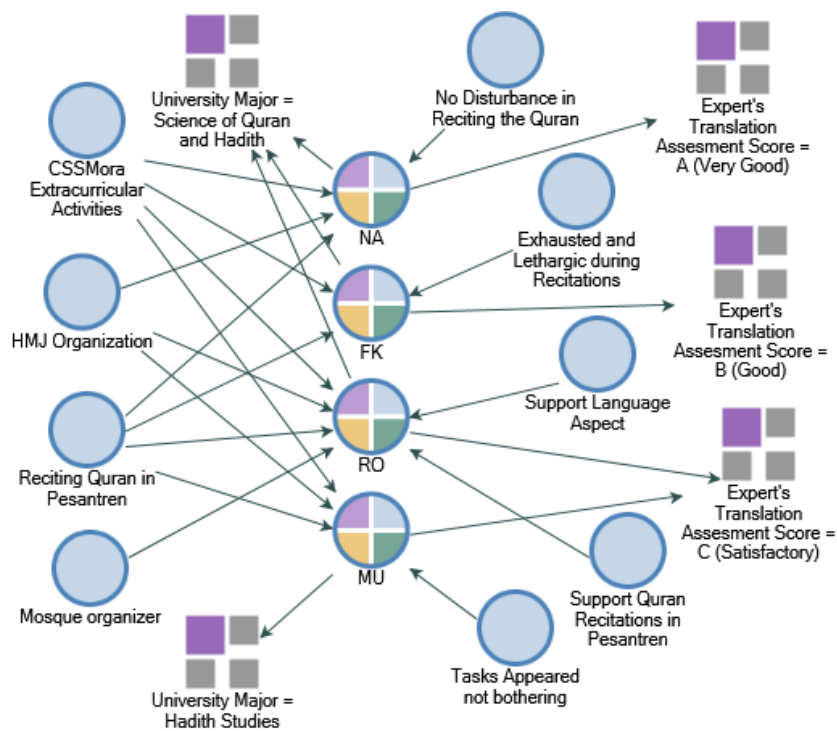 University Major =
Science of Quran
and Hadith
No Disturbance in
Reciting the Quran
Expert's
Translation
Assesment Score =
A (Very Good)
CSSMora
Extracurricular
Activities
NA
Exhausted and
Lethargic during
Recitations
HMJ Organization
FK
Expert's
Translation
Assesment Score =
B (Good)
Support Language
Aspect
Reciting Quran in
Pesantren
RO
Expert's
Translation
Assesment Score =
C (Satisfactory)
Mosque organizer
MU
Support Quran
Recitations in
Pesantren
Tasks Appeared
not bothering
University Major =
Hadith Studies